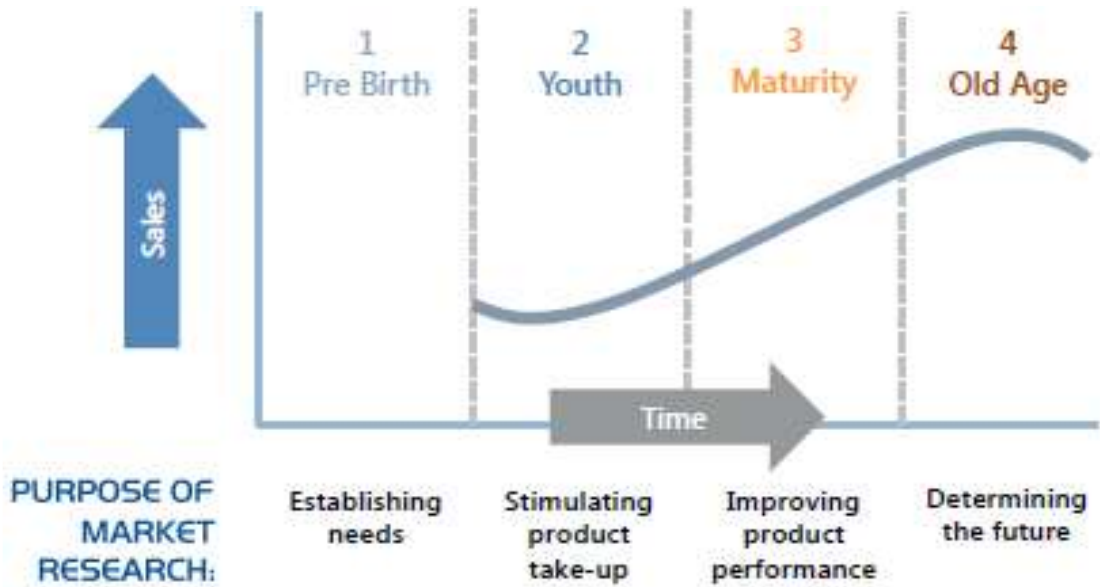 1
Pre Birth
2
Youth
3
Maturity
4
Old Age
Sales
Time
PURPOSE OF
MARKET
RESEARCH:
Establishing
needs
Stimulating
product
take-up
Improving
product
performance
Determining
the future